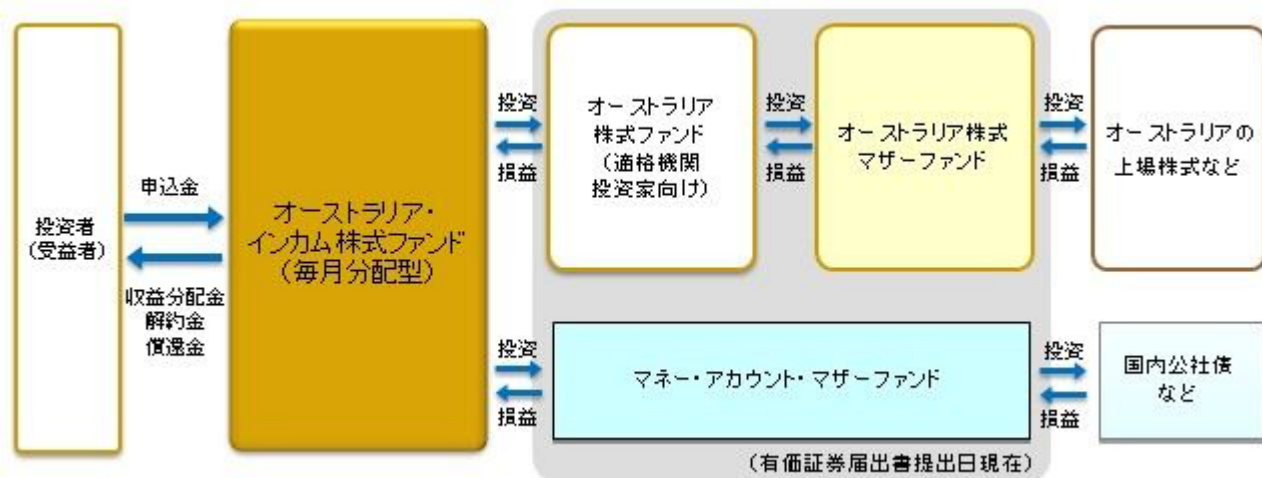 投資者
(受益者)
申込金
収益分配金
解約金
償還金
オーストラリア・
インカム株式ファンド
(毎月分配型)
投資
損益
オーストラリア
株式ファンド
(適格機関
投資家向け)
投資
損益
オーストラリア株式
マザーファンド
投資
損益
オーストラリアの
上場株式など
投資
損益
マネー・アカウント・マザーファンド
投資
損益
国内公社債
など
(有価証券届出書提出日現在)